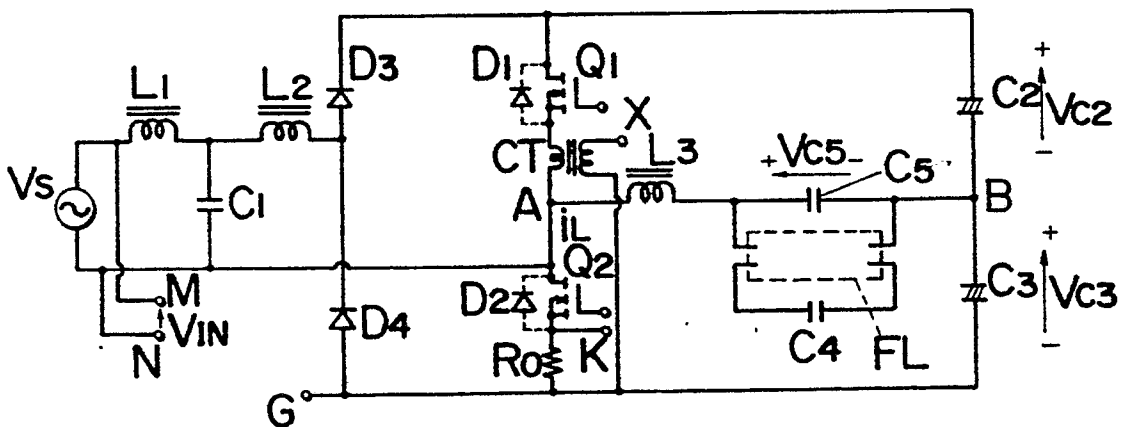 D3
D1
Q1
L1
L2
X
C2
+
VC2
-
CT
L3
+ VC5 -
C5
VS
C1
A
B
iL
Q2
D2
M
VIN
N
D4
K
R0
C4
FL
C3
+
VC3
-
G